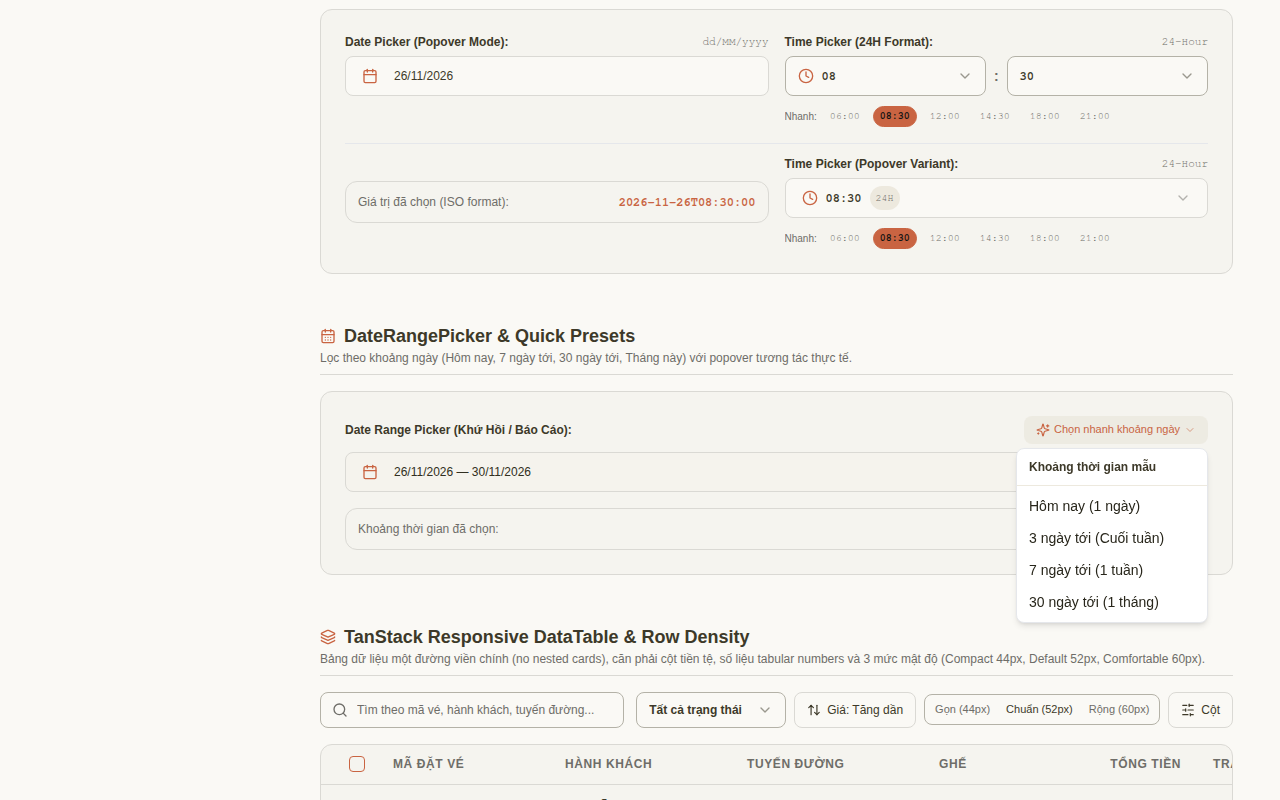 Date Picker (Popover Mode):
dd/MM/yyyy
26/11/2026
Time Picker (24H Format):
24-Hour
08
:
30
Nhanh: 06:00 08:30 12:00 14:30 18:00 21:00
Giá trị đã chọn (ISO format):
2026-11-26T08:30:00
Time Picker (Popover Variant):
24-Hour
08:30 24H
Nhanh: 06:00 08:30 12:00 14:30 18:00 21:00
DateRangePicker & Quick Presets
Lọc theo khoảng ngày (Hôm nay, 7 ngày tới, 30 ngày tới, Tháng này) với popover tương tác thực tế.
Date Range Picker (Khứ Hồi / Báo Cáo):
Chọn nhanh khoảng ngày
26/11/2026 — 30/11/2026
Khoảng thời gian đã chọn:
Khoảng thời gian mẫu
Hôm nay (1 ngày)
3 ngày tới (Cuối tuần)
7 ngày tới (1 tuần)
30 ngày tới (1 tháng)
TanStack Responsive DataTable & Row Density
Bảng dữ liệu một đường viền chính (no nested cards), căn phải cột tiền tệ, số liệu tabular numbers và 3 mức mật độ (Compact 44px, Default 52px, Comfortable 60px).
Tìm theo mã vé, hành khách, tuyến đường...
Tất cả trạng thái
Giá: Tăng dần
Gọn (44px) Chuẩn (52px) Rộng (60px)
Cột
MÃ ĐẶT VÉ HÀNH KHÁCH TUYẾN ĐƯỜNG GHẾ TỔNG TIỀN